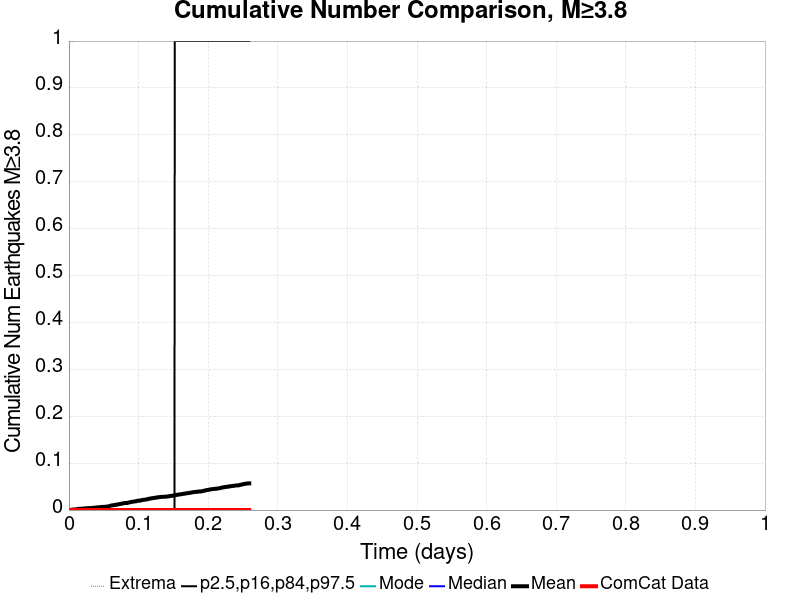 Cumulative Number Comparison, M≥3.8
Cumulative Num Earthquakes M≥3.8
1
0.9
0.8
0.7
0.6
0.5
0.4
0.3
0.2
0.1
0
0 0.1 0.2 0.3 0.4 0.5 0.6 0.7 0.8 0.9 1
Time (days)
Extrema p2.5,p16,p84,p97.5 Mode Median Mean ComCat Data